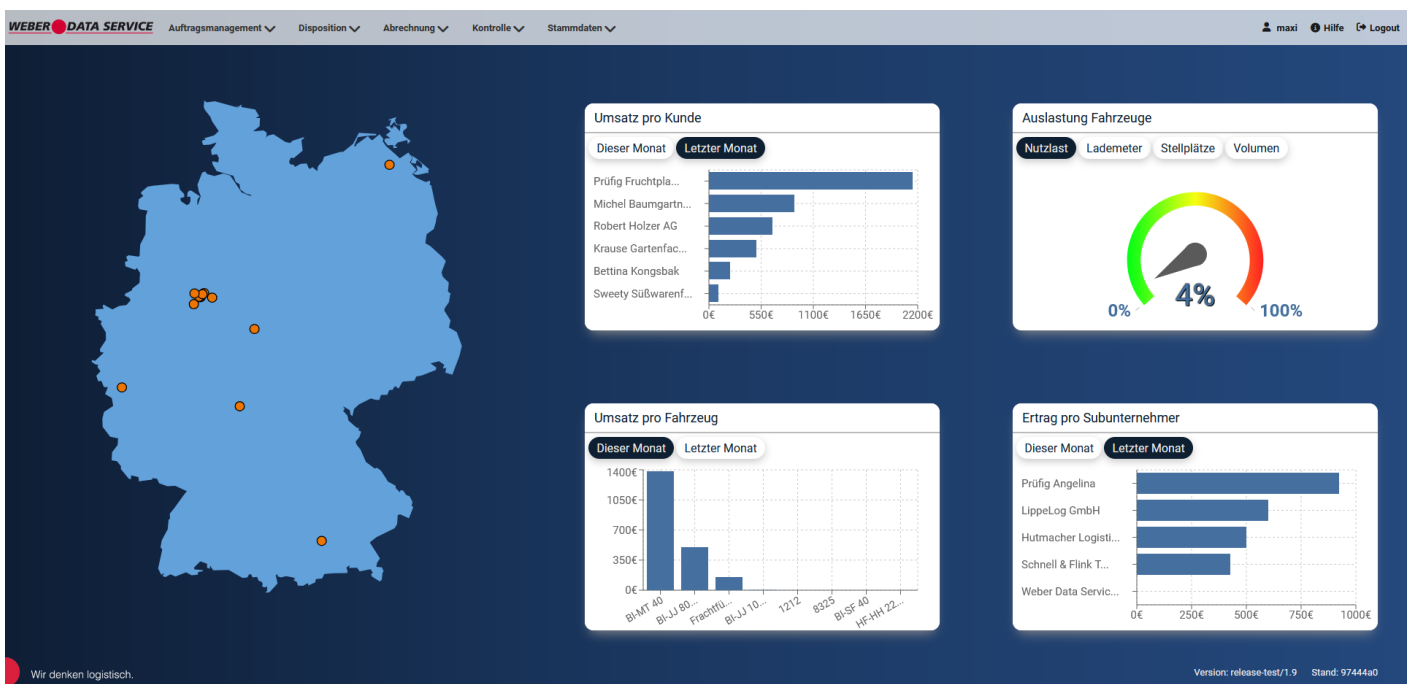 WEBER DATA SERVICE Auftragsmanagement Disposition Abrechnung Kontrolle Stammdaten maxi Hilfe Logout
Umsatz pro Kunde
Dieser Monat Letzter Monat
Prüfig Fruchtpla...
Michel Baumgartn...
Robert Holzer AG
Krause Gartenfac...
Bettina Kongsbak
Sweety Süßwarenf...
0€ 550€ 1100€ 1650€ 2200€
Auslastung Fahrzeuge
Nutzlast Lademeter Stellplätze Volumen
4%
0% 100%
Umsatz pro Fahrzeug
Dieser Monat Letzter Monat
1400€
1050€
700€
350€
0€
BI-MT 40 BI-JJ 80... Frachtfü... BI-JJ 10... 1212 8325 BI-SF 40 HF-HH 22...
Ertrag pro Subunternehmer
Dieser Monat Letzter Monat
Prüfig Angelina
LippeLog GmbH
Hutmacher Logisti...
Schnell & Flink T...
Weber Data Servic...
0€ 250€ 500€ 750€ 1000€
Wir denken logistisch.
Version: release-test/1.9 Stand: 97444a0